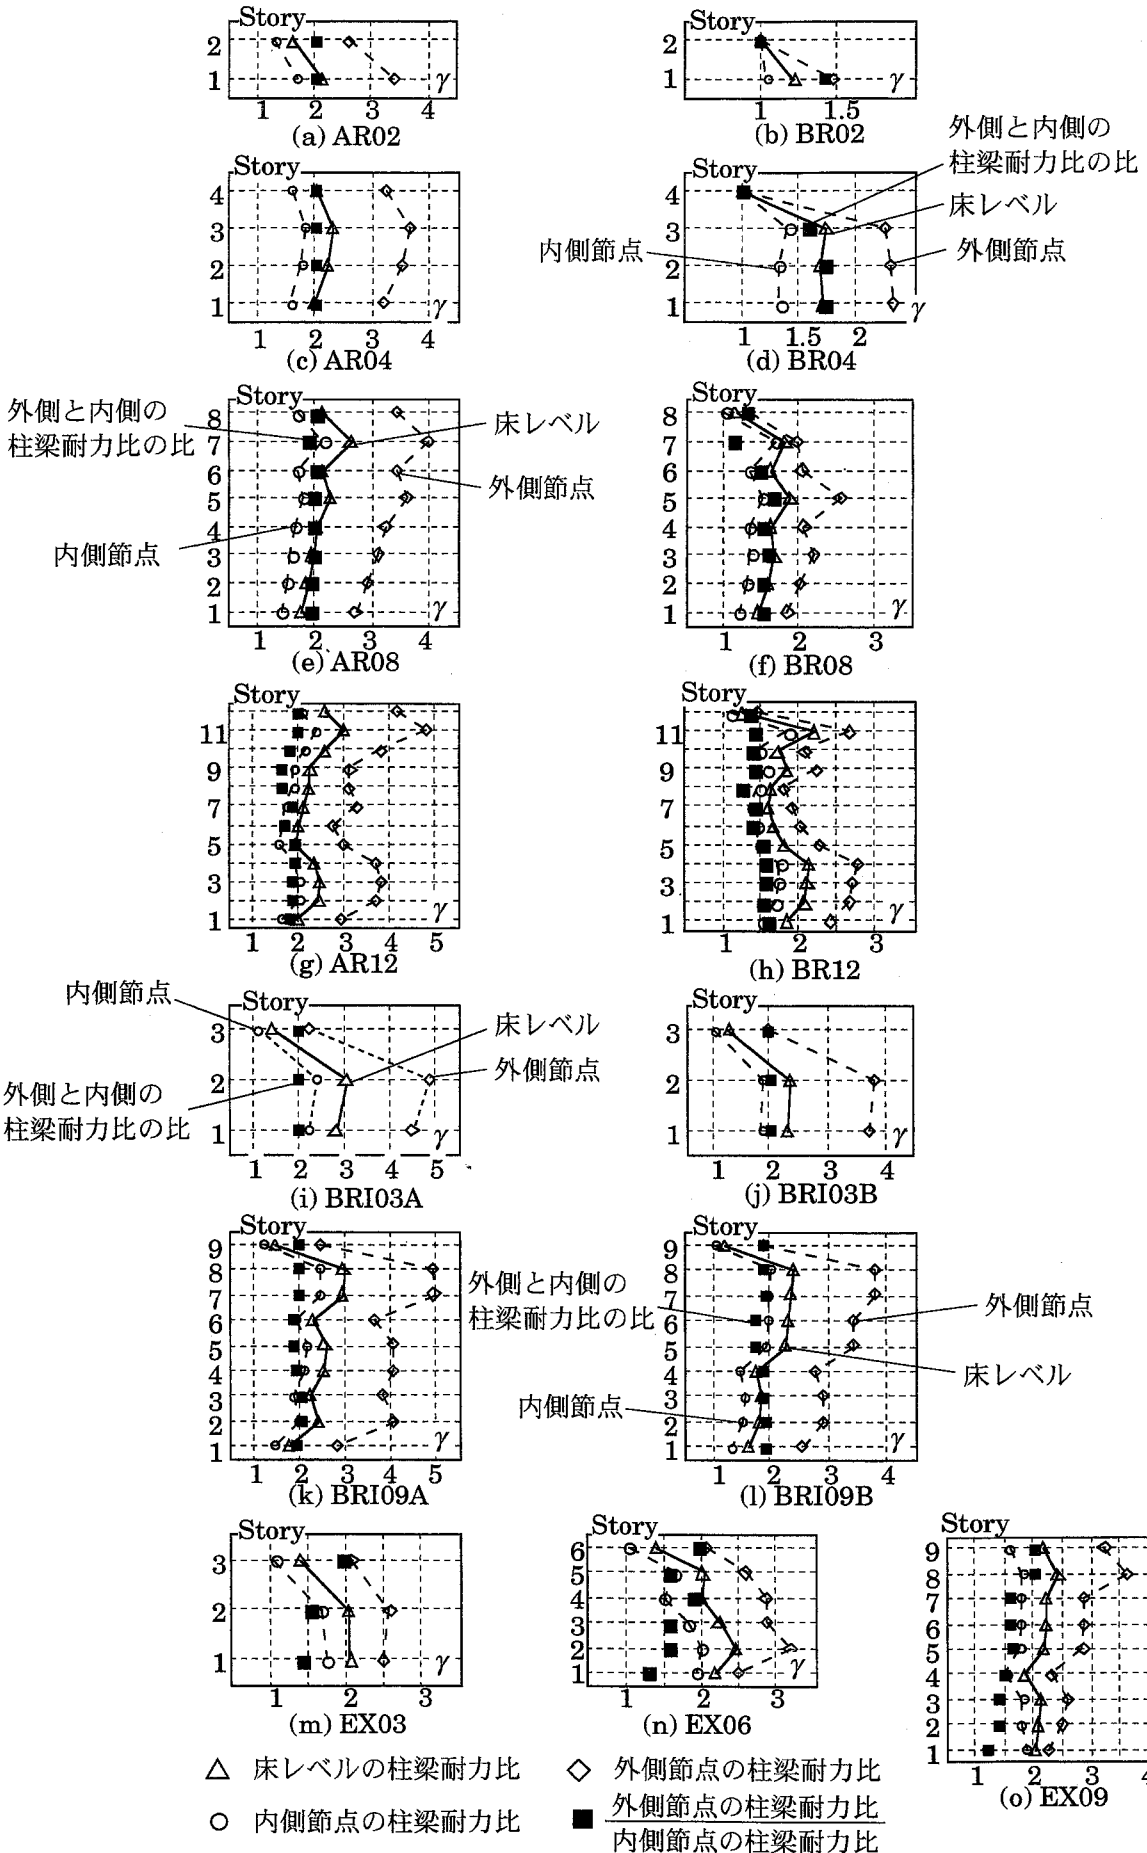 Story
2
1
γ
1 2 3 4
(a) AR02
Story
2
1
1 1.5
(b) BR02
外側と内側の
柱梁耐力比の比
床レベル
外側節点
内側節点
Story
4
3
2
1
γ
1 2 3 4
(c) AR04
Story
4
3
2
1
γ
1 1.5 2
(d) BR04
外側と内側の
柱梁耐力比の比
床レベル
外側節点
内側節点
Story
8
7
6
5
4
3
2
1
γ
1 2 3 4
(e) AR08
Story
8
7
6
5
4
3
2
1
γ
1 2 3
(f) BR08
Story
11
9
7
5
3
1
γ
1 2 3 4 5
(g) AR12
Story
11
9
7
5
3
1
γ
1 2 3
(h) BR12
内側節点
床レベル
外側節点
外側と内側の
柱梁耐力比の比
Story
3
2
1
γ
1 2 3 4 5
(i) BRI03A
Story
3
2
1
γ
1 2 3 4
(j) BRI03B
Story
9
8
7
6
5
4
3
2
1
γ
1 2 3 4 5
(k) BRI09A
外側と内側の
柱梁耐力比の比
外側節点
床レベル
内側節点
Story
9
8
7
6
5
4
3
2
1
γ
1 2 3 4
(l) BRI09B
Story
3
2
1
1 2 3
(m) EX03
Story
6
5
4
3
2
1
γ
1 2 3
(n) EX06
Story
9
8
7
6
5
4
3
2
1
1 2 3 4
(o) EX09
△ 床レベルの柱梁耐力比
◇ 外側節点の柱梁耐力比
○ 内側節点の柱梁耐力比
■ 外側節点の柱梁耐力比
内側節点の柱梁耐力比